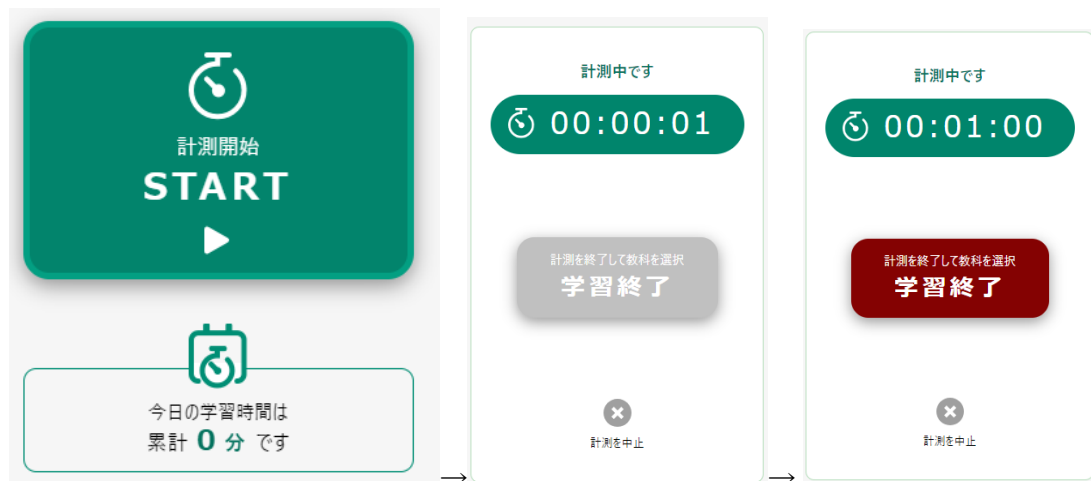 計測開始
START
今日の学習時間は
累計 0 分 です
→
計測中です
00:00:01
計測を終了して教科を選択
学習終了
計測を中止
→
計測中です
00:01:00
計測を終了して教科を選択
学習終了
計測を中止